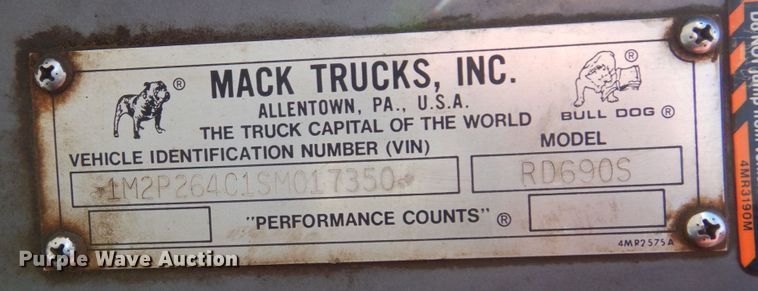 MACK TRUCKS, INC.
ALLENTOWN, PA., U.S.A.
THE TRUCK CAPITAL OF THE WORLD
BULL DOG ®
VEHICLE IDENTIFICATION NUMBER (VIN)
MODEL
*1M2P264C1SM017350*
RD690S
"PERFORMANCE COUNTS" ®
4MR2575A
4MR3190M
Purple Wave Auction